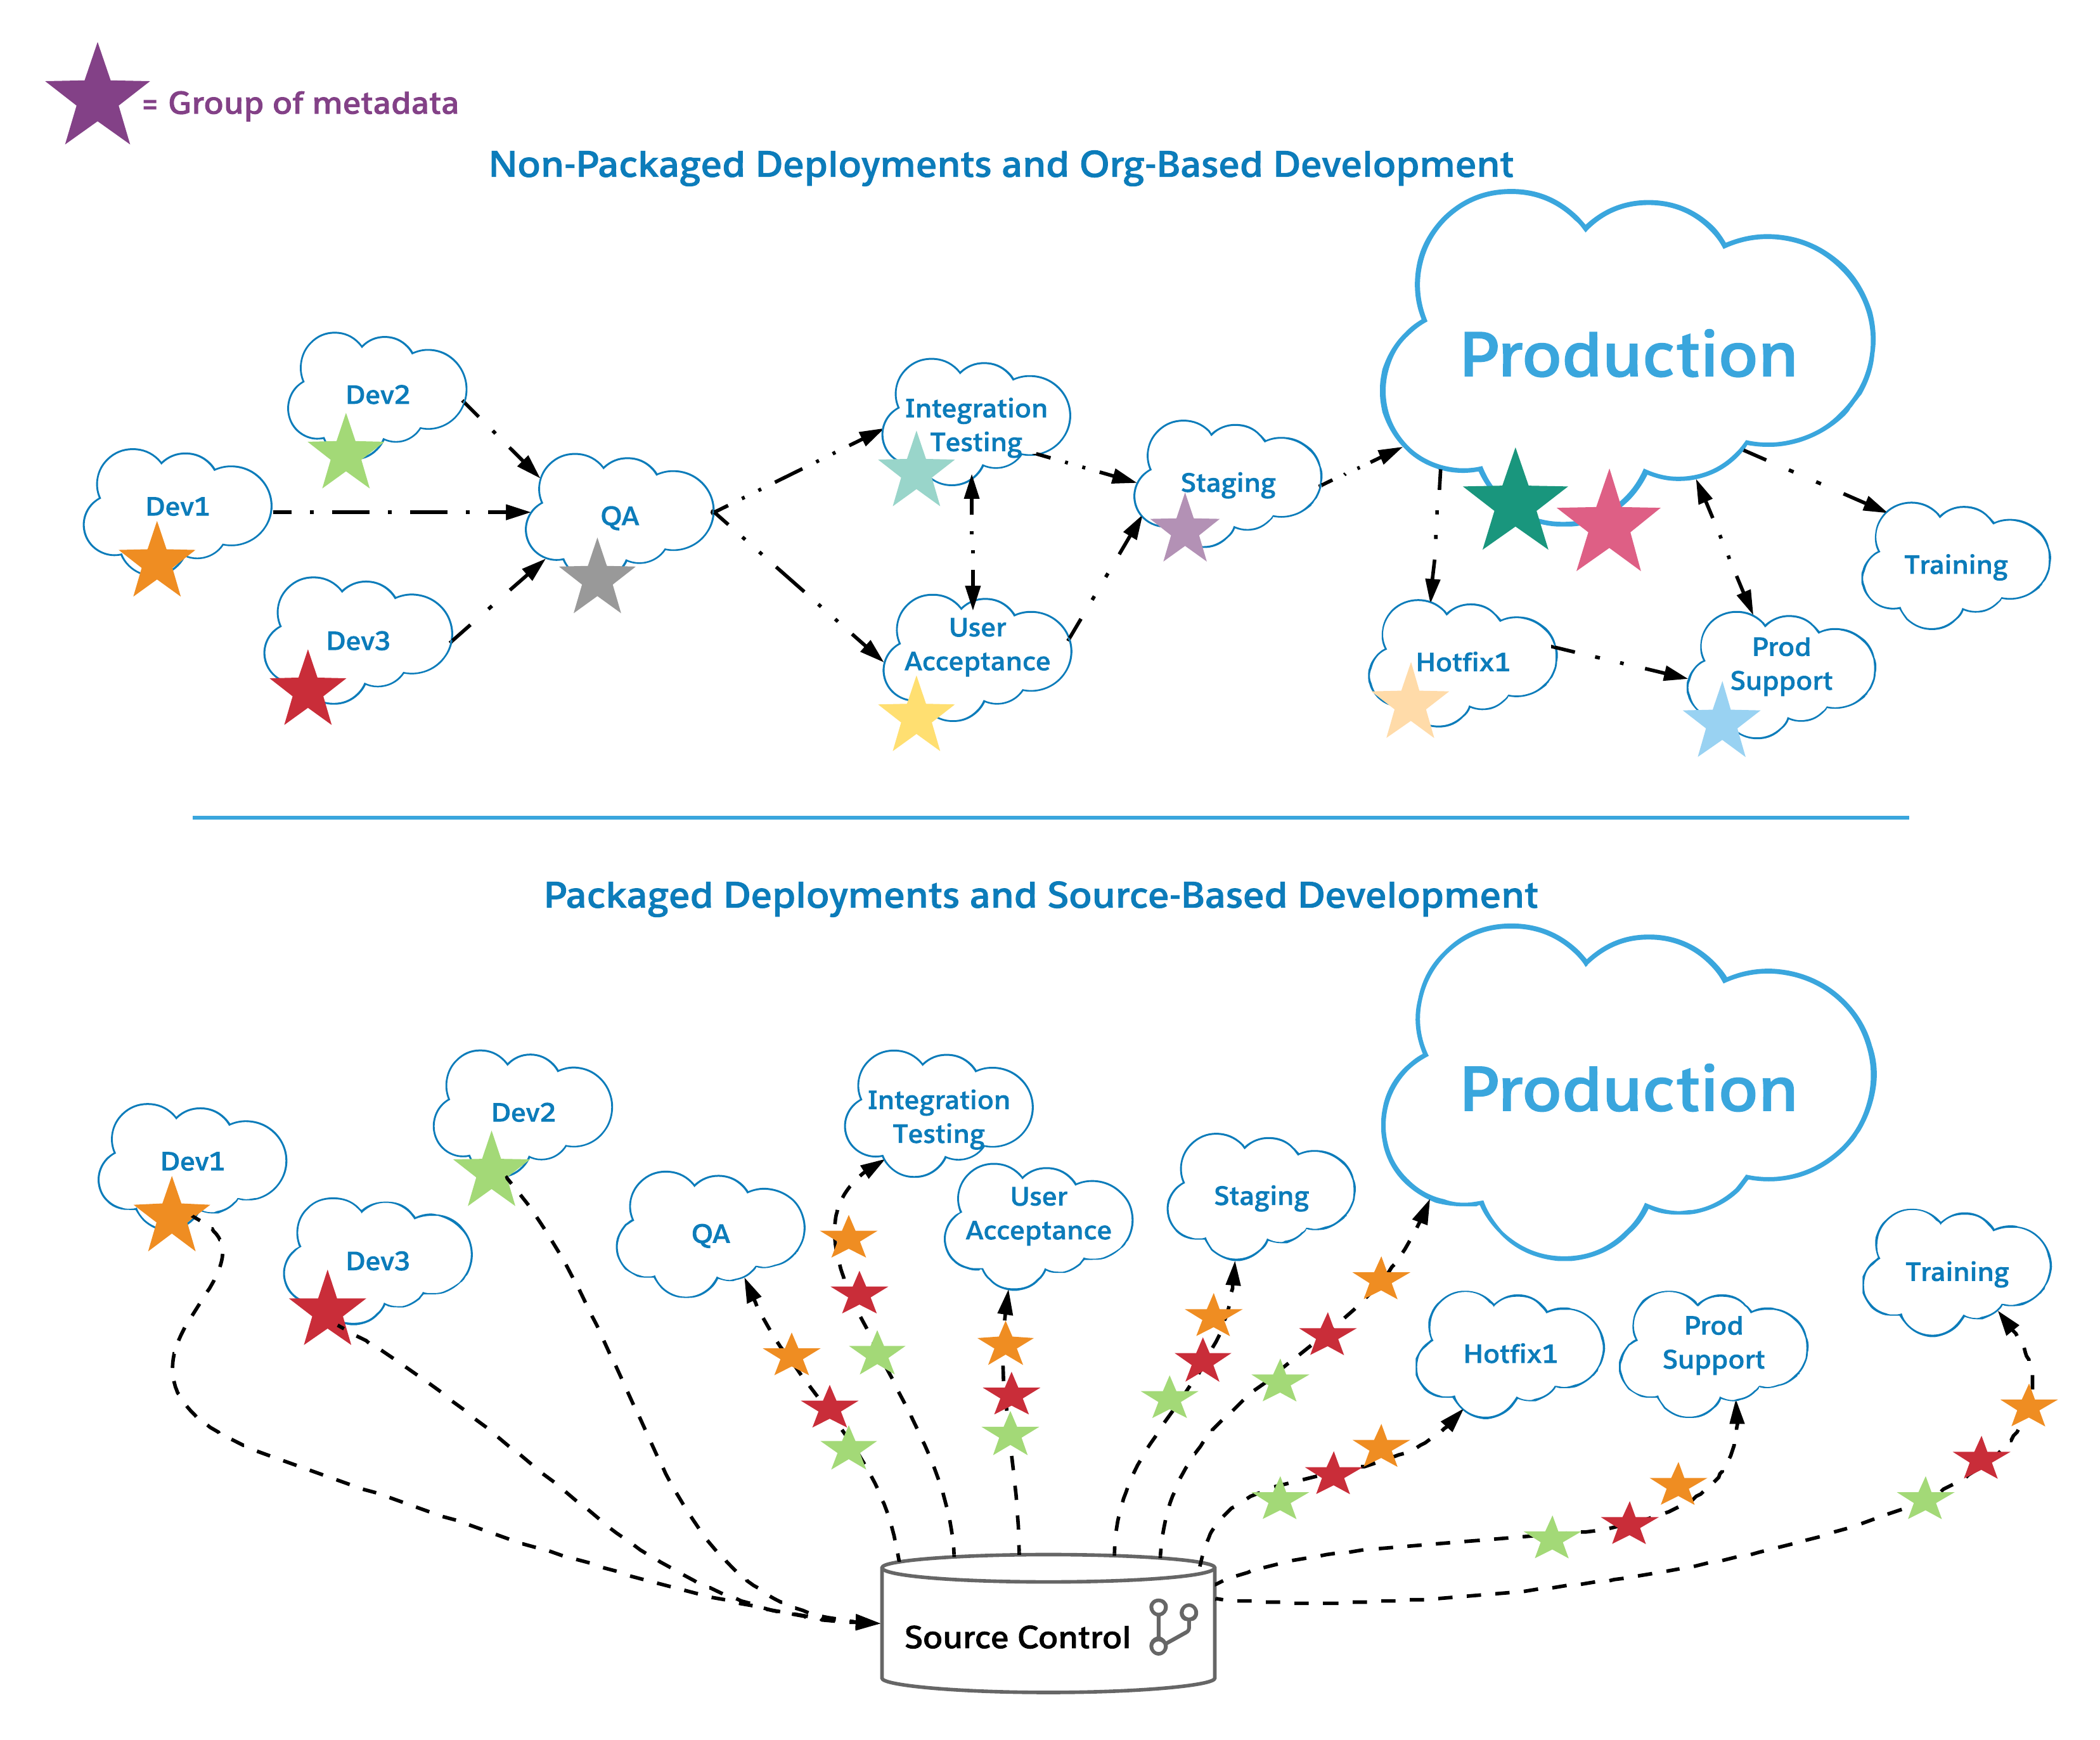 = Group of metadata
Non-Packaged Deployments and Org-Based Development
Production
Dev2
Integration
Testing
Staging
Dev1
QA
Training
Dev3
User
Acceptance
Hotfix1
Prod
Support
Packaged Deployments and Source-Based Development
Production
Dev2
Integration
Testing
Dev1
User
Acceptance
Staging
QA
Dev3
Training
Hotfix1
Prod
Support
Source Control